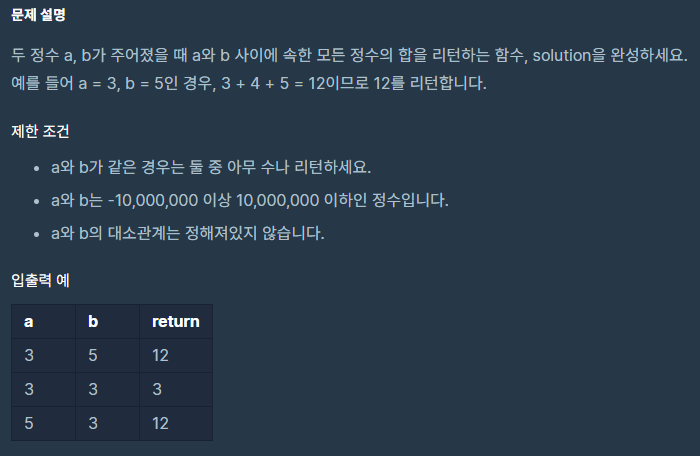 문제 설명
두 정수 a, b가 주어졌을 때 a와 b 사이에 속한 모든 정수의 합을 리턴하는 함수, solution을 완성하세요.
예를 들어 a = 3, b = 5인 경우, 3 + 4 + 5 = 12이므로 12를 리턴합니다.
제한 조건
• a와 b가 같은 경우는 둘 중 아무 수나 리턴하세요.
• a와 b는 -10,000,000 이상 10,000,000 이하인 정수입니다.
• a와 b의 대소관계는 정해져있지 않습니다.
입출력 예
a b return
3 5 12
3 3 3
5 3 12